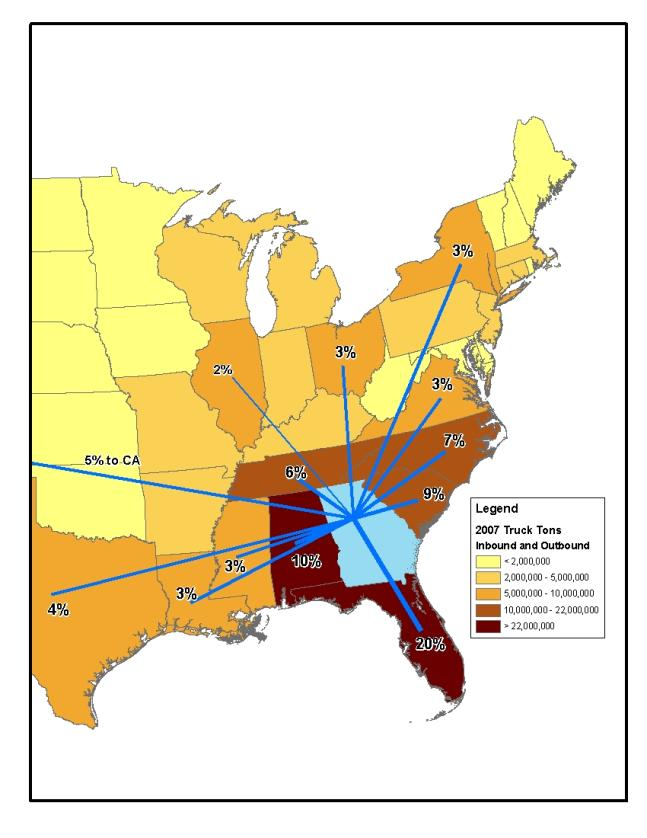 3%
3%
2%
3%
7%
5% to CA
6%
9%
10%
3%
3%
4%
20%
Legend
2007 Truck Tons
Inbound and Outbound
< 2,000,000
2,000,000 - 5,000,000
5,000,000 - 10,000,000
10,000,000 - 22,000,000
> 22,000,000